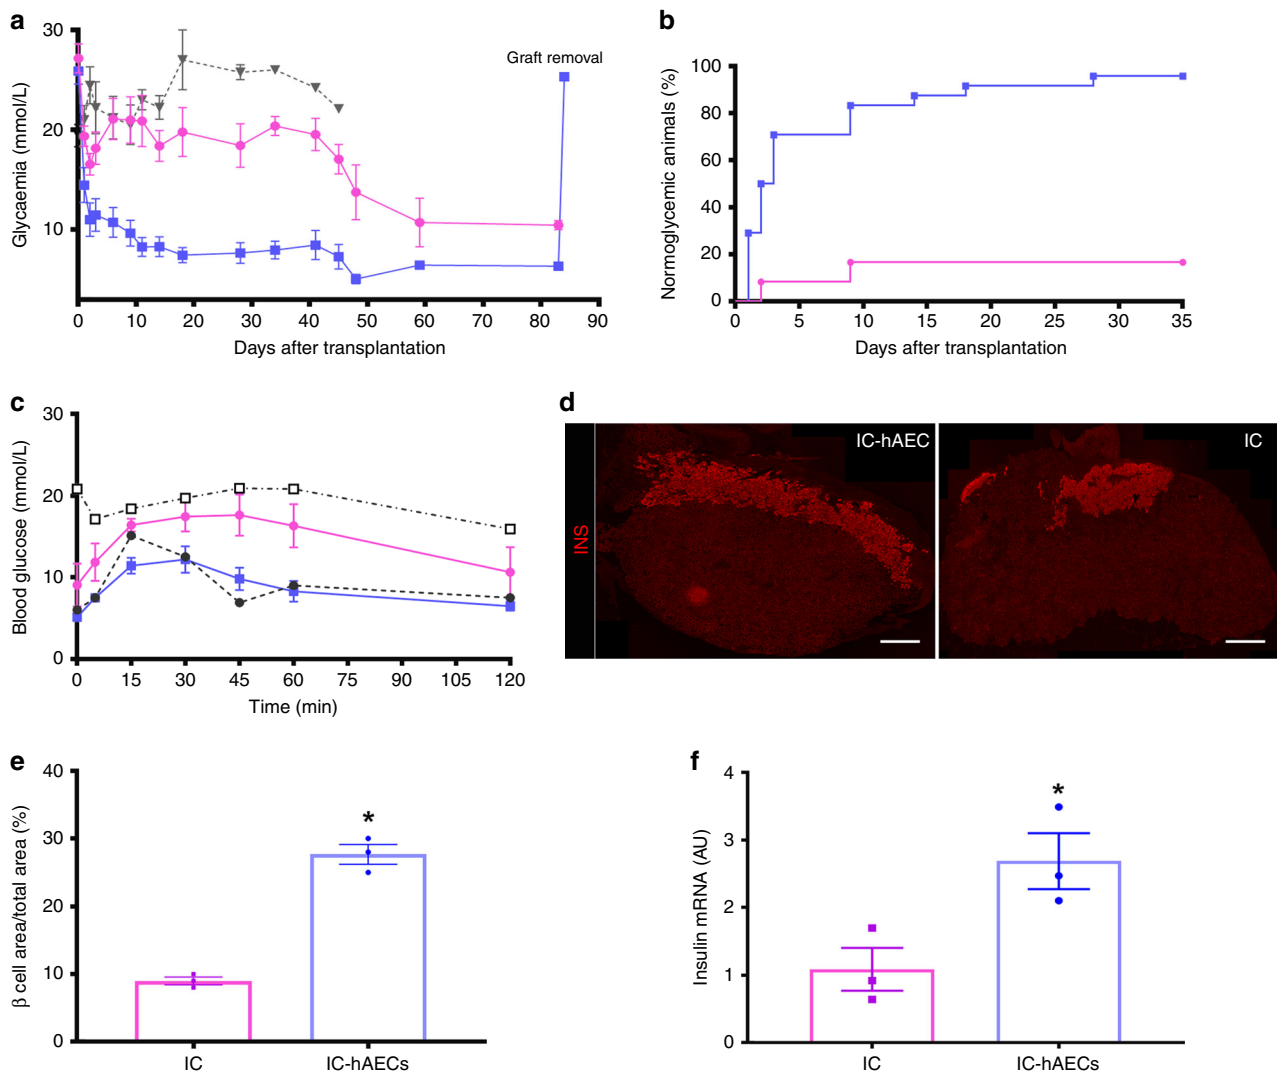 a
30
20
10
Glycaemia (mmol/L)
Graft removal
0 10 20 30 40 50 60 70 80 90
Days after transplantation
b
100
80
60
40
20
0
Normoglycemic animals (%)
0 5 10 15 20 25 30 35
Days after transplantation
c
30
20
10
0
Blood glucose (mmol/L)
0 15 30 45 60 75 90 105 120
Time (min)
d
INS
IC-hAEC
IC
e
40
30
20
10
0
β cell area/total area (%)
*
IC IC-hAECs
f
4
3
2
1
0
Insulin mRNA (AU)
*
IC IC-hAECs